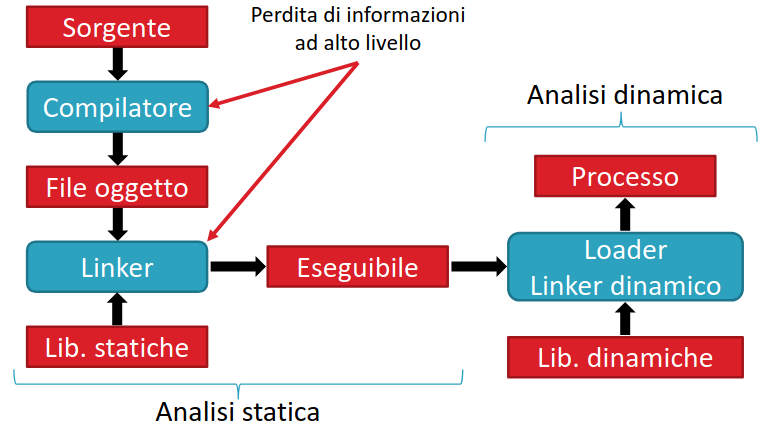 Sorgente
Perdita di informazioni
ad alto livello
Compilatore
Analisi dinamica
File oggetto
Processo
Linker
Eseguibile
Loader
Linker dinamico
Lib. statiche
Lib. dinamiche
Analisi statica